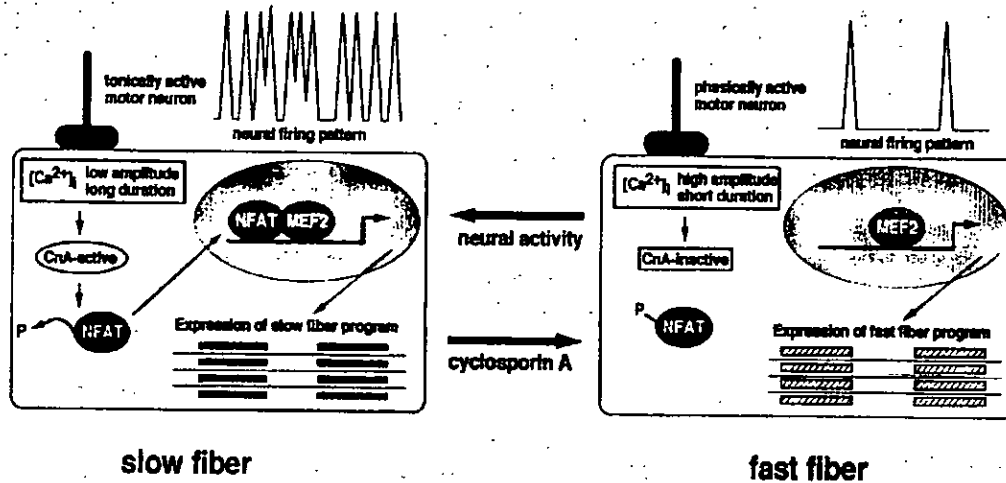 tonically active
motor neuron
neural firing pattern
[Ca2+]i low amplitude
long duration
CnA-active
P
NFAT
NFAT MEF2
Expression of slow fiber program
slow fiber
neural activity
cyclosporin A
phasically active
motor neuron
neural firing pattern
[Ca2+]i high amplitude
short duration
CnA-inactive
P
NFAT
MEF2
Expression of fast fiber program
fast fiber